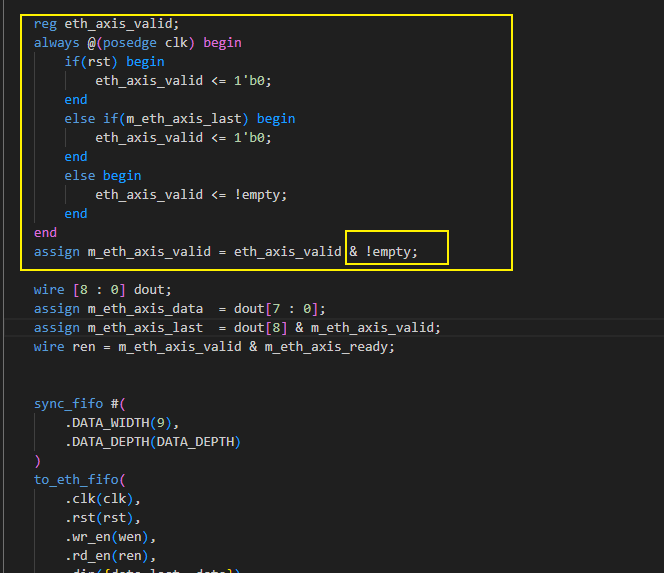 reg eth_axis_valid;
always @(posedge clk) begin
if(rst) begin
eth_axis_valid <= 1'b0;
end
else if(m_eth_axis_last) begin
eth_axis_valid <= 1'b0;
end
else begin
eth_axis_valid <= !empty;
end
end
assign m_eth_axis_valid = eth_axis_valid & !empty;
wire [8 : 0] dout;
assign m_eth_axis_data  = dout[7 : 0];
assign m_eth_axis_last  = dout[8] & m_eth_axis_valid;
wire ren = m_eth_axis_valid & m_eth_axis_ready;
sync_fifo #(
.DATA_WIDTH(9),
.DATA_DEPTH(DATA_DEPTH)
)
to_eth_fifo(
.clk(clk),
.rst(rst),
.wr_en(wen),
.rd_en(ren),